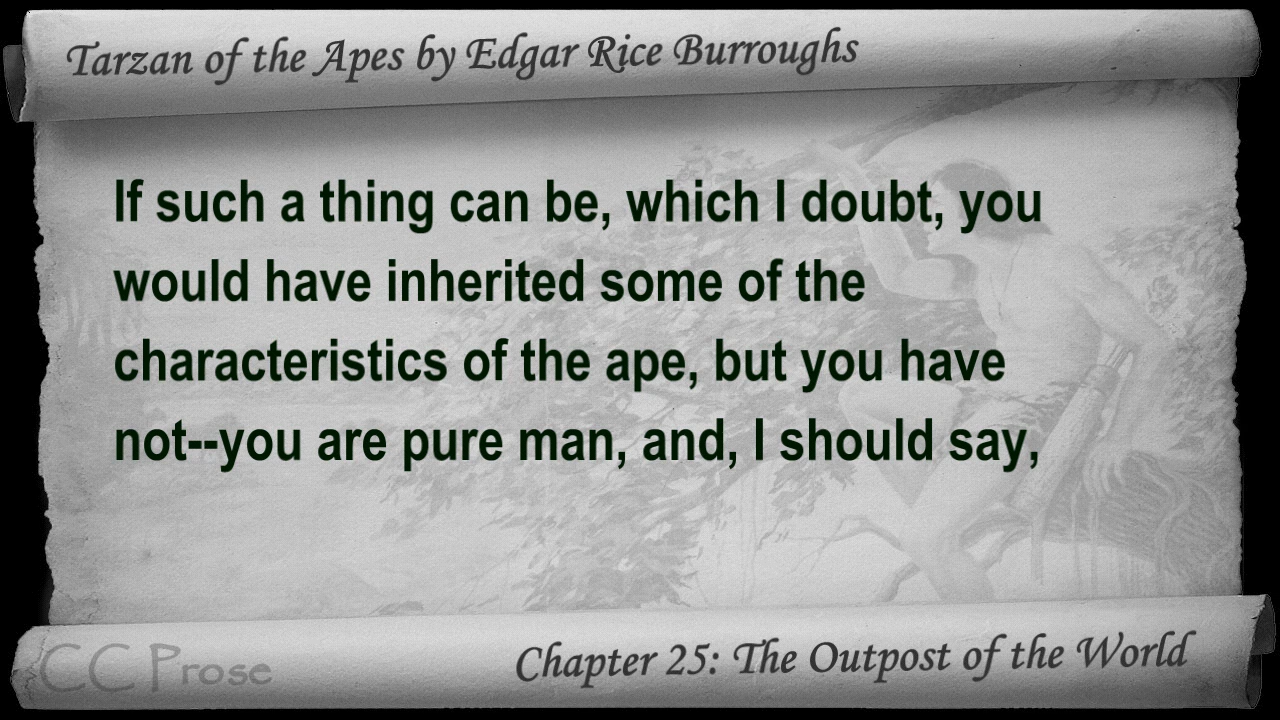 Tarzan of the Apes by Edgar Rice Burroughs
If such a thing can be, which I doubt, you
would have inherited some of the
characteristics of the ape, but you have
not--you are pure man, and, I should say,
CC Prose
Chapter 25: The Outpost of the World